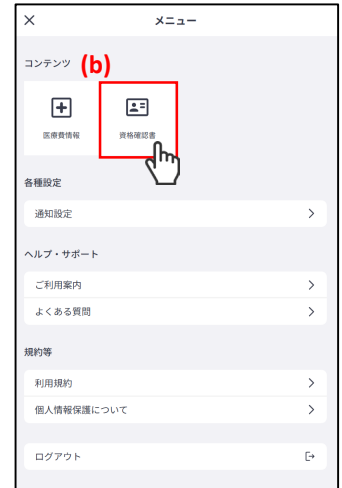 メニュー
コンテンツ (b)
医療費情報 資格確認書
各種設定
通知設定
ヘルプ・サポート
ご利用案内
よくある質問
規約等
利用規約
個人情報保護について
ログアウト